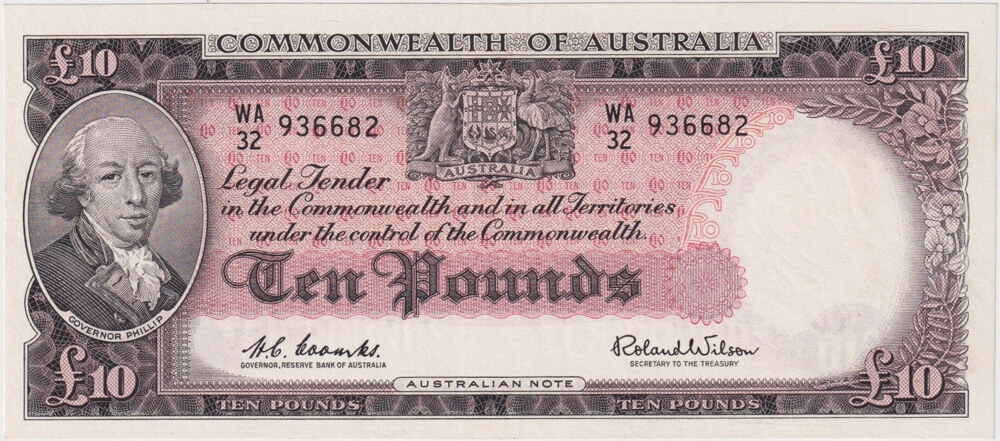 COMMONWEALTH OF AUSTRALIA
£10
£10
WA
32 936682
WA
32 936682
AUSTRALIA
Legal Tender
in the Commonwealth and in all Territories
under the control of the Commonwealth.
Ten Pounds
GOVERNOR PHILLIP
H.C. Coombs.
GOVERNOR, RESERVE BANK OF AUSTRALIA
Roland Wilson
SECRETARY TO THE TREASURY
£10
AUSTRALIAN NOTE
£10
TEN POUNDS
TEN POUNDS